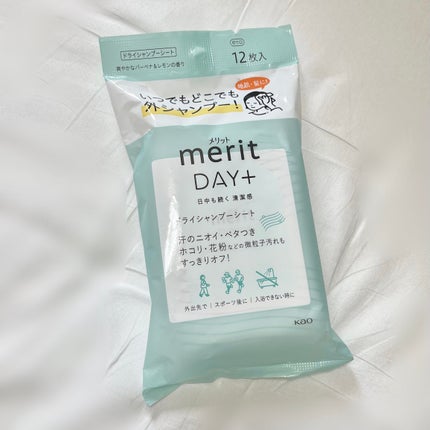 ドライシャンプーシート
爽やかなバーベナ&レモンの香り
12枚入
地肌・髪に!
いつでもどこでも
外シャンプー!
メリット
merit
DAY+
日中も続く 清潔感
ドライシャンプーシート
汗のニオイ・ベタつき
ホコリ・花粉などの微粒子汚れも
すっきりオフ!
外出先で | スポーツ後に | 入浴できない時に
Kao